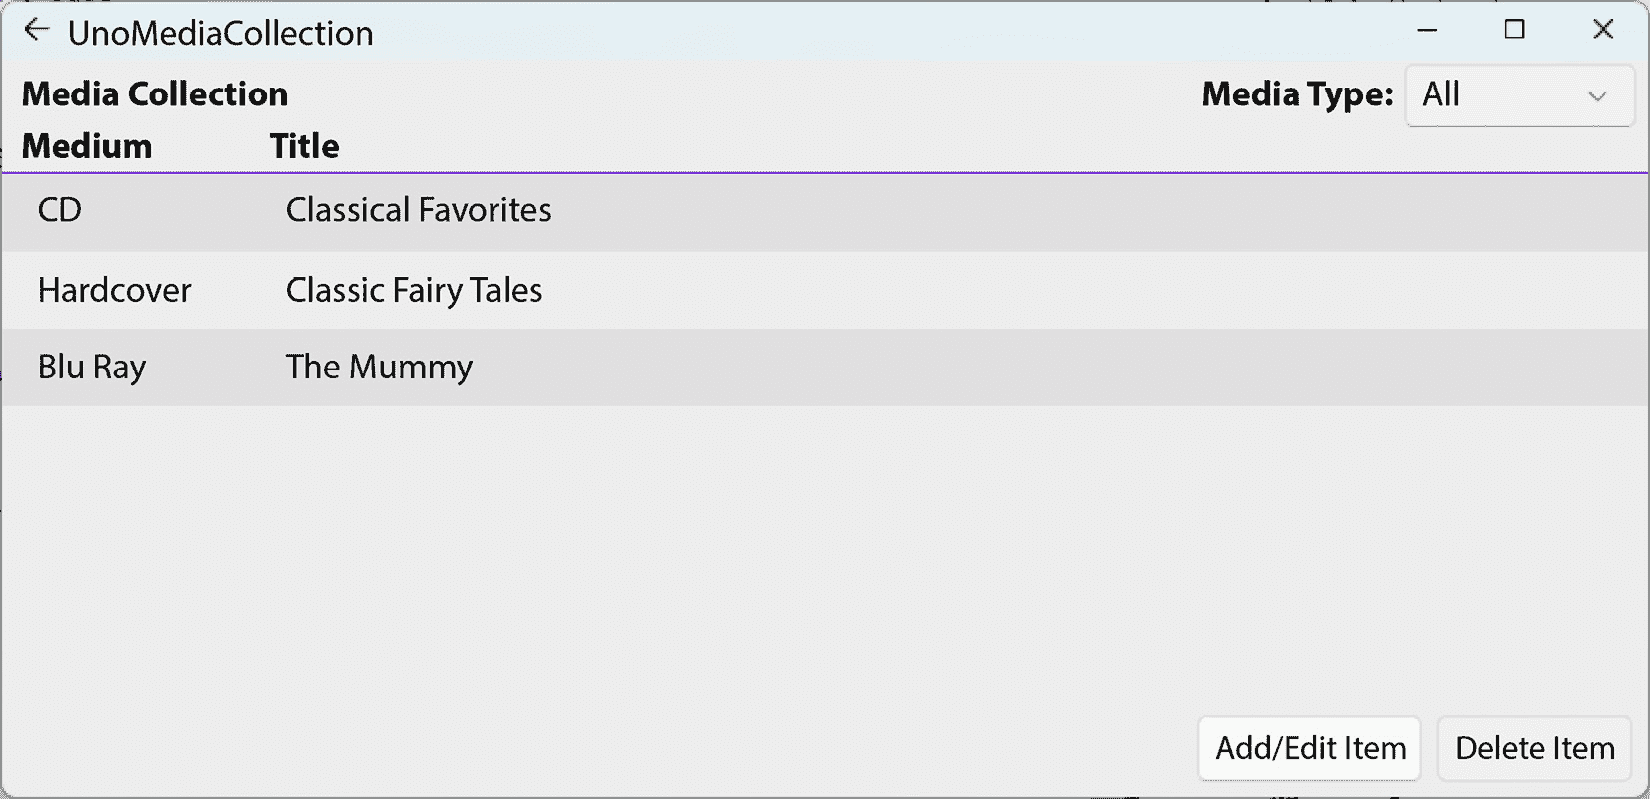 UnoMediaCollection
Media Collection Media Type: All
Medium Title
CD Classical Favorites
Hardcover Classic Fairy Tales
Blu Ray The Mummy
Add/Edit Item Delete Item